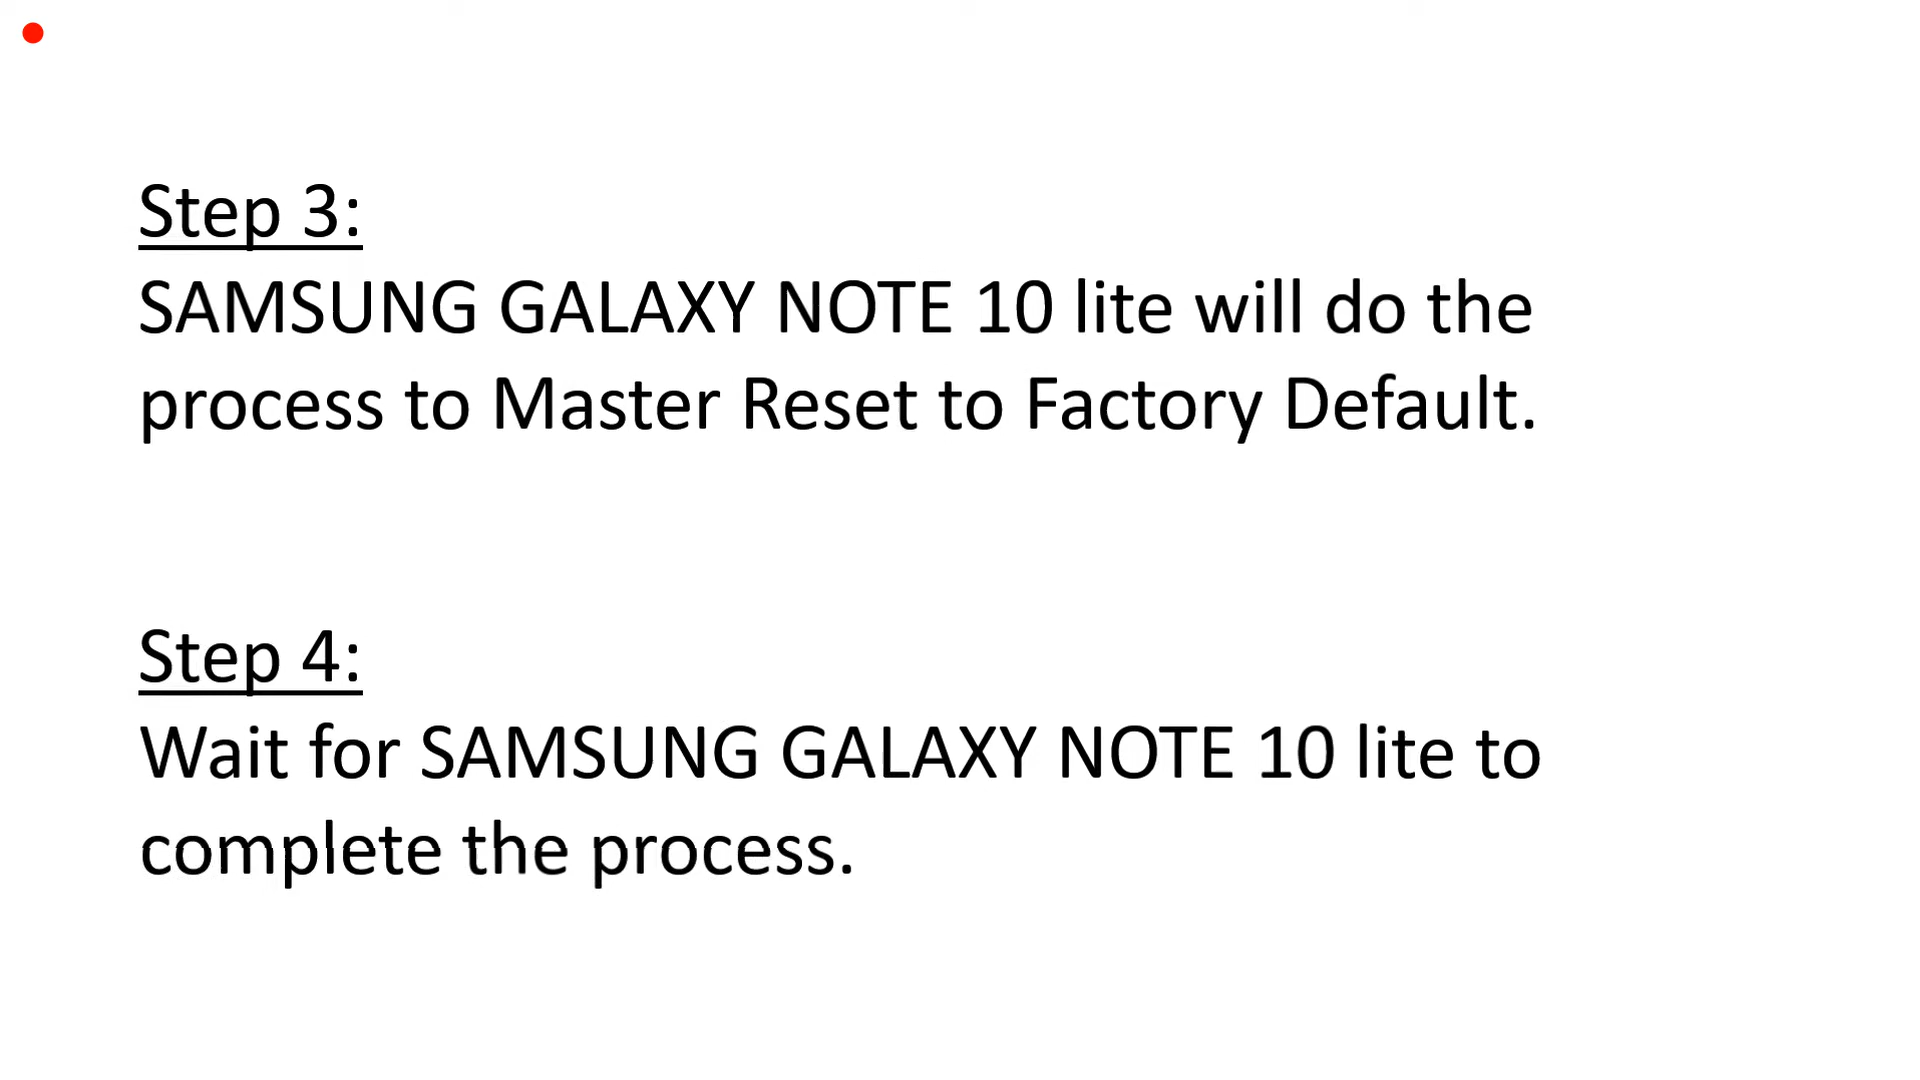 Step 3:
SAMSUNG GALAXY NOTE 10 lite will do the
process to Master Reset to Factory Default.
Step 4:
Wait for SAMSUNG GALAXY NOTE 10 lite to
complete the process.